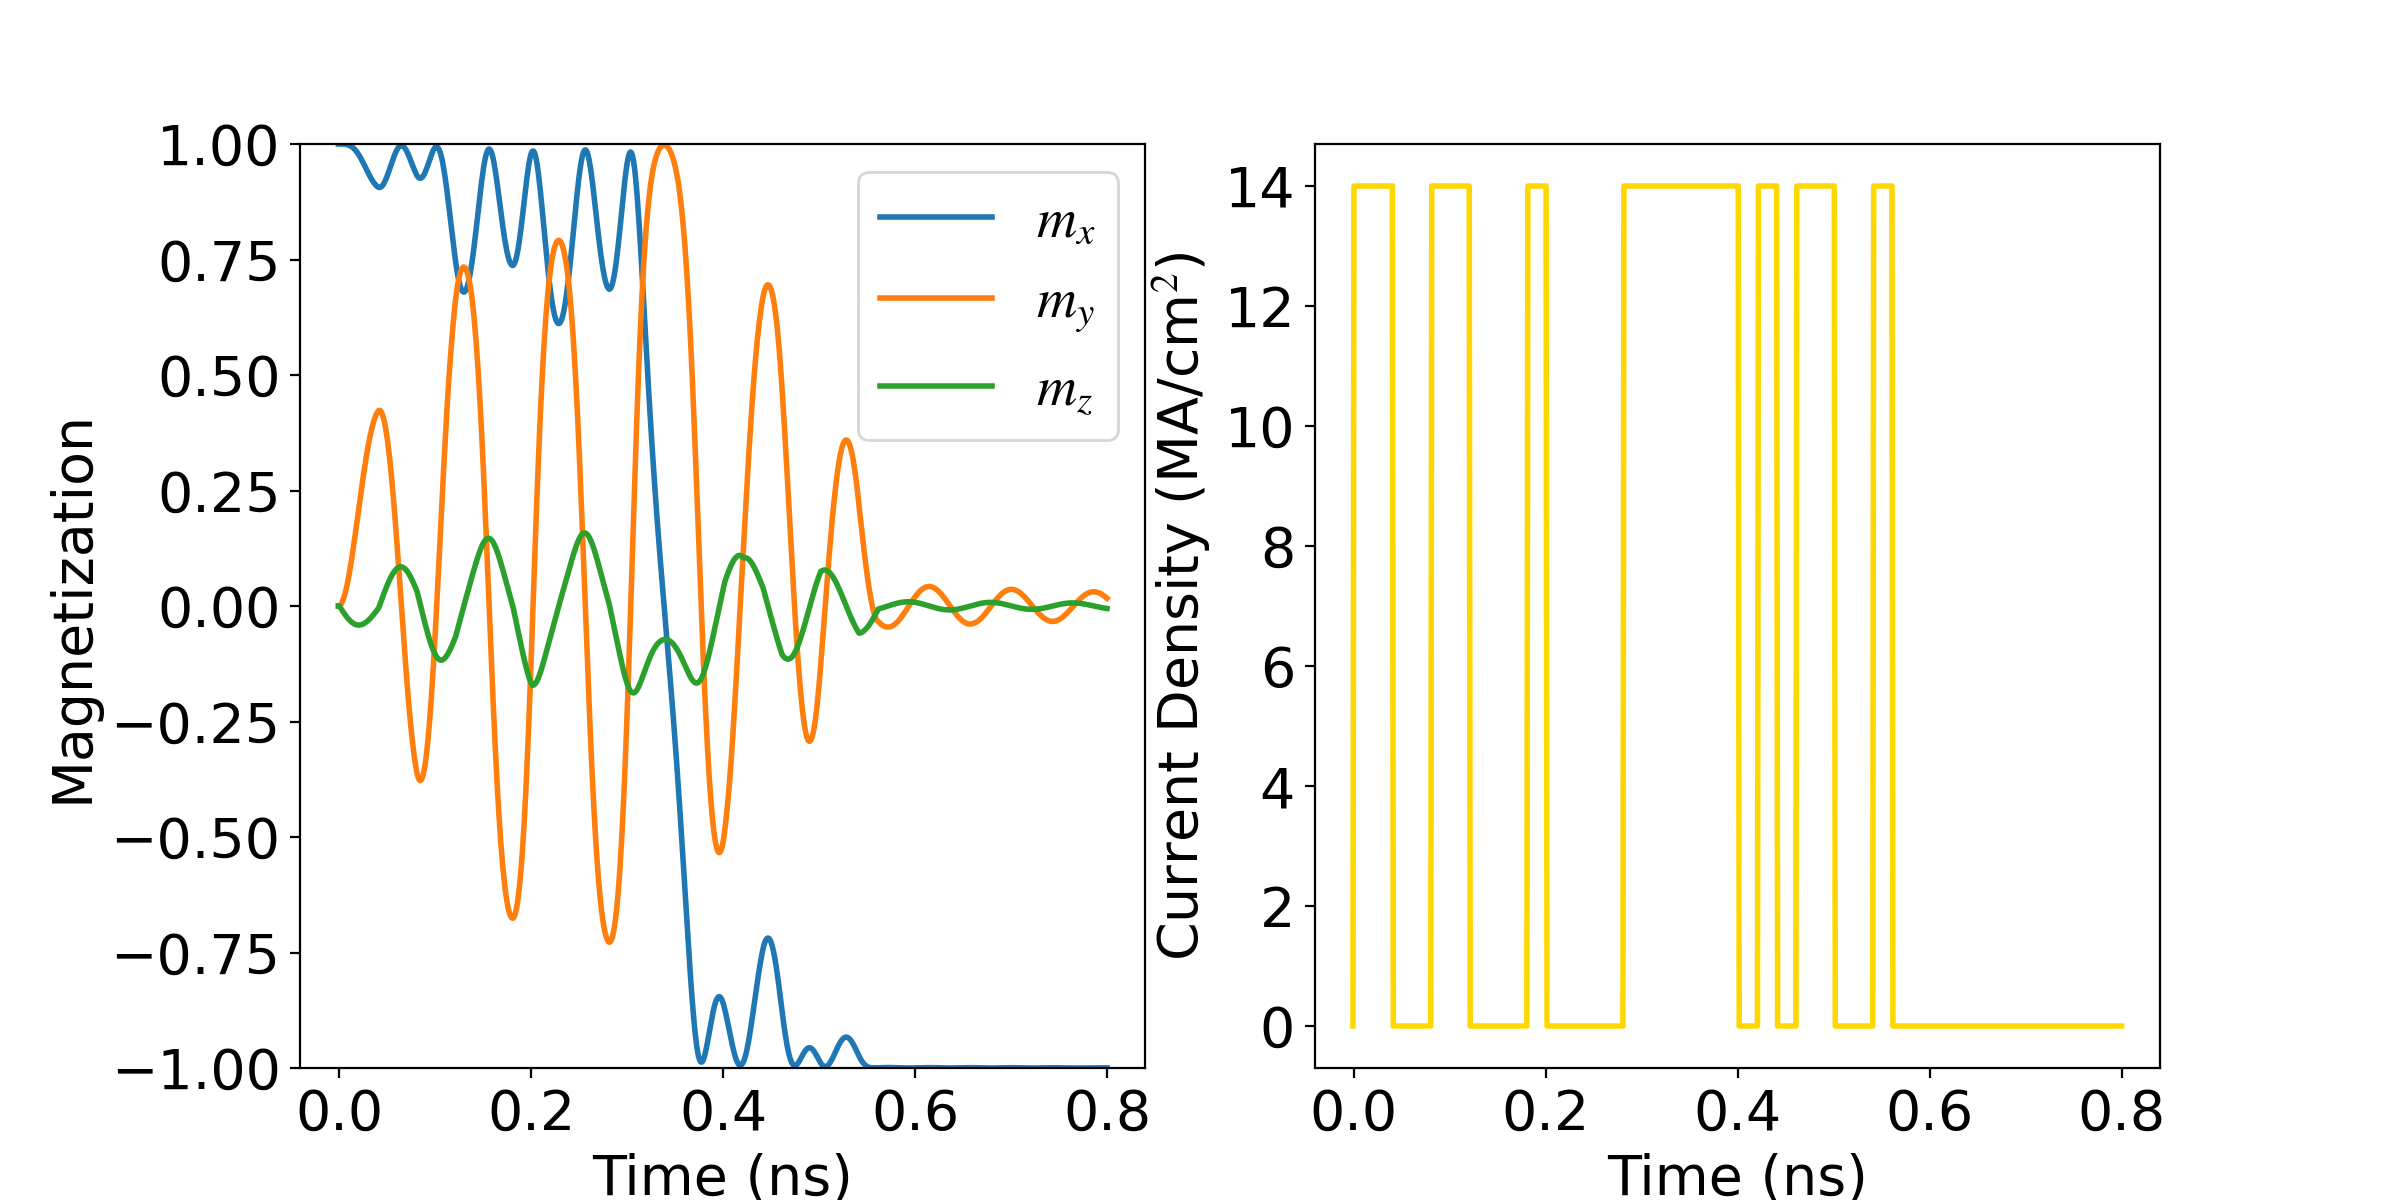 1.00
0.75
0.50
0.25
0.00
−0.25
−0.50
−0.75
−1.00
Magnetization
0.0 0.2 0.4 0.6 0.8
Time (ns)
m_x
m_y
m_z
14
12
10
8
6
4
2
0
Current Density (MA/cm²)
0.0 0.2 0.4 0.6 0.8
Time (ns)